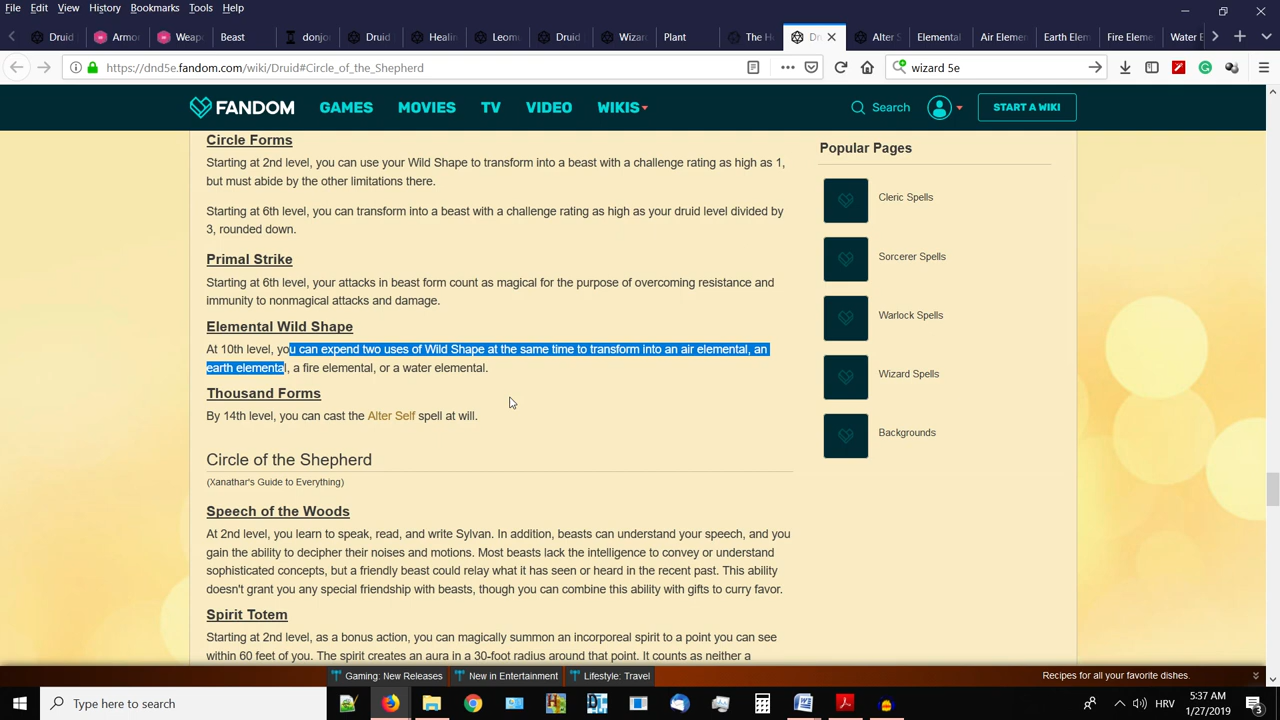 File Edit View History Bookmarks Tools Help
Druid Armor Weap Beast donjo Druid Healin Leomu Druid Wizar Plant The H Dr Alter S Elemental Air Elem Earth Elem Fire Eleme Water E
https://dnd5e.fandom.com/wiki/Druid#Circle_of_the_Shepherd
wizard 5e
FANDOM GAMES MOVIES TV VIDEO WIKIS Search START A WIKI
Circle Forms
Starting at 2nd level, you can use your Wild Shape to transform into a beast with a challenge rating as high as 1,
but must abide by the other limitations there.
Starting at 6th level, you can transform into a beast with a challenge rating as high as your druid level divided by
3, rounded down.
Primal Strike
Starting at 6th level, your attacks in beast form count as magical for the purpose of overcoming resistance and
immunity to nonmagical attacks and damage.
Elemental Wild Shape
At 10th level, you can expend two uses of Wild Shape at the same time to transform into an air elemental, an
earth elemental, a fire elemental, or a water elemental.
Thousand Forms
By 14th level, you can cast the Alter Self spell at will.
Circle of the Shepherd
(Xanathar's Guide to Everything)
Speech of the Woods
At 2nd level, you learn to speak, read, and write Sylvan. In addition, beasts can understand your speech, and you
gain the ability to decipher their noises and motions. Most beasts lack the intelligence to convey or understand
sophisticated concepts, but a friendly beast could relay what it has seen or heard in the recent past. This ability
doesn't grant you any special friendship with beasts, though you can combine this ability with gifts to curry favor.
Spirit Totem
Starting at 2nd level, as a bonus action, you can magically summon an incorporeal spirit to a point you can see
within 60 feet of you. The spirit creates an aura in a 30-foot radius around that point. It counts as neither a
Popular Pages
Cleric Spells
Sorcerer Spells
Warlock Spells
Wizard Spells
Backgrounds
Gaming: New Releases New in Entertainment Lifestyle: Travel Recipes for all your favorite dishes.
Type here to search
HRV
5:37 AM
1/27/2019
3